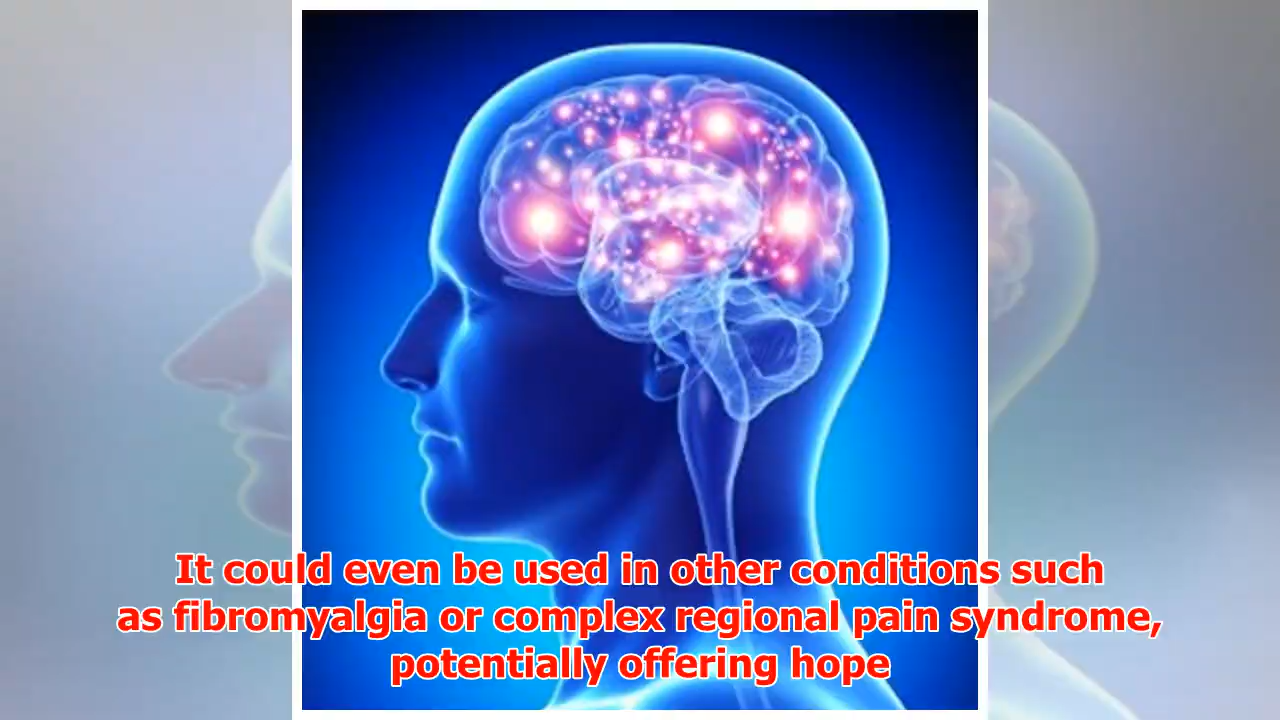 It could even be used in other conditions such
as fibromyalgia or complex regional pain syndrome,
potentially offering hope